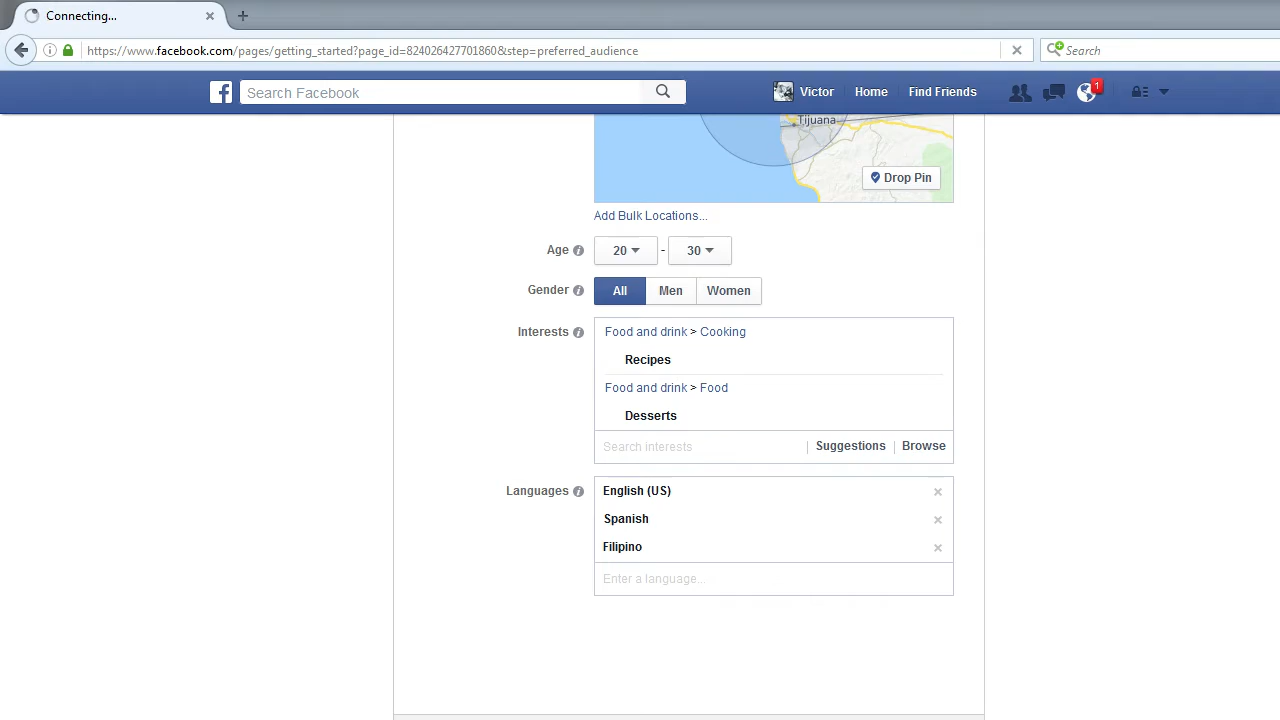 Connecting...
https://www.facebook.com/pages/getting_started?page_id=824026427701860&step=preferred_audience
Search
Search Facebook
Victor
Home
Find Friends
1
Tijuana
Drop Pin
Add Bulk Locations...
Age
20 - 30
Gender
All
Men
Women
Interests
Food and drink > Cooking
Recipes
Food and drink > Food
Desserts
Search interests
Suggestions
Browse
Languages
English (US)
Spanish
Filipino
Enter a language...